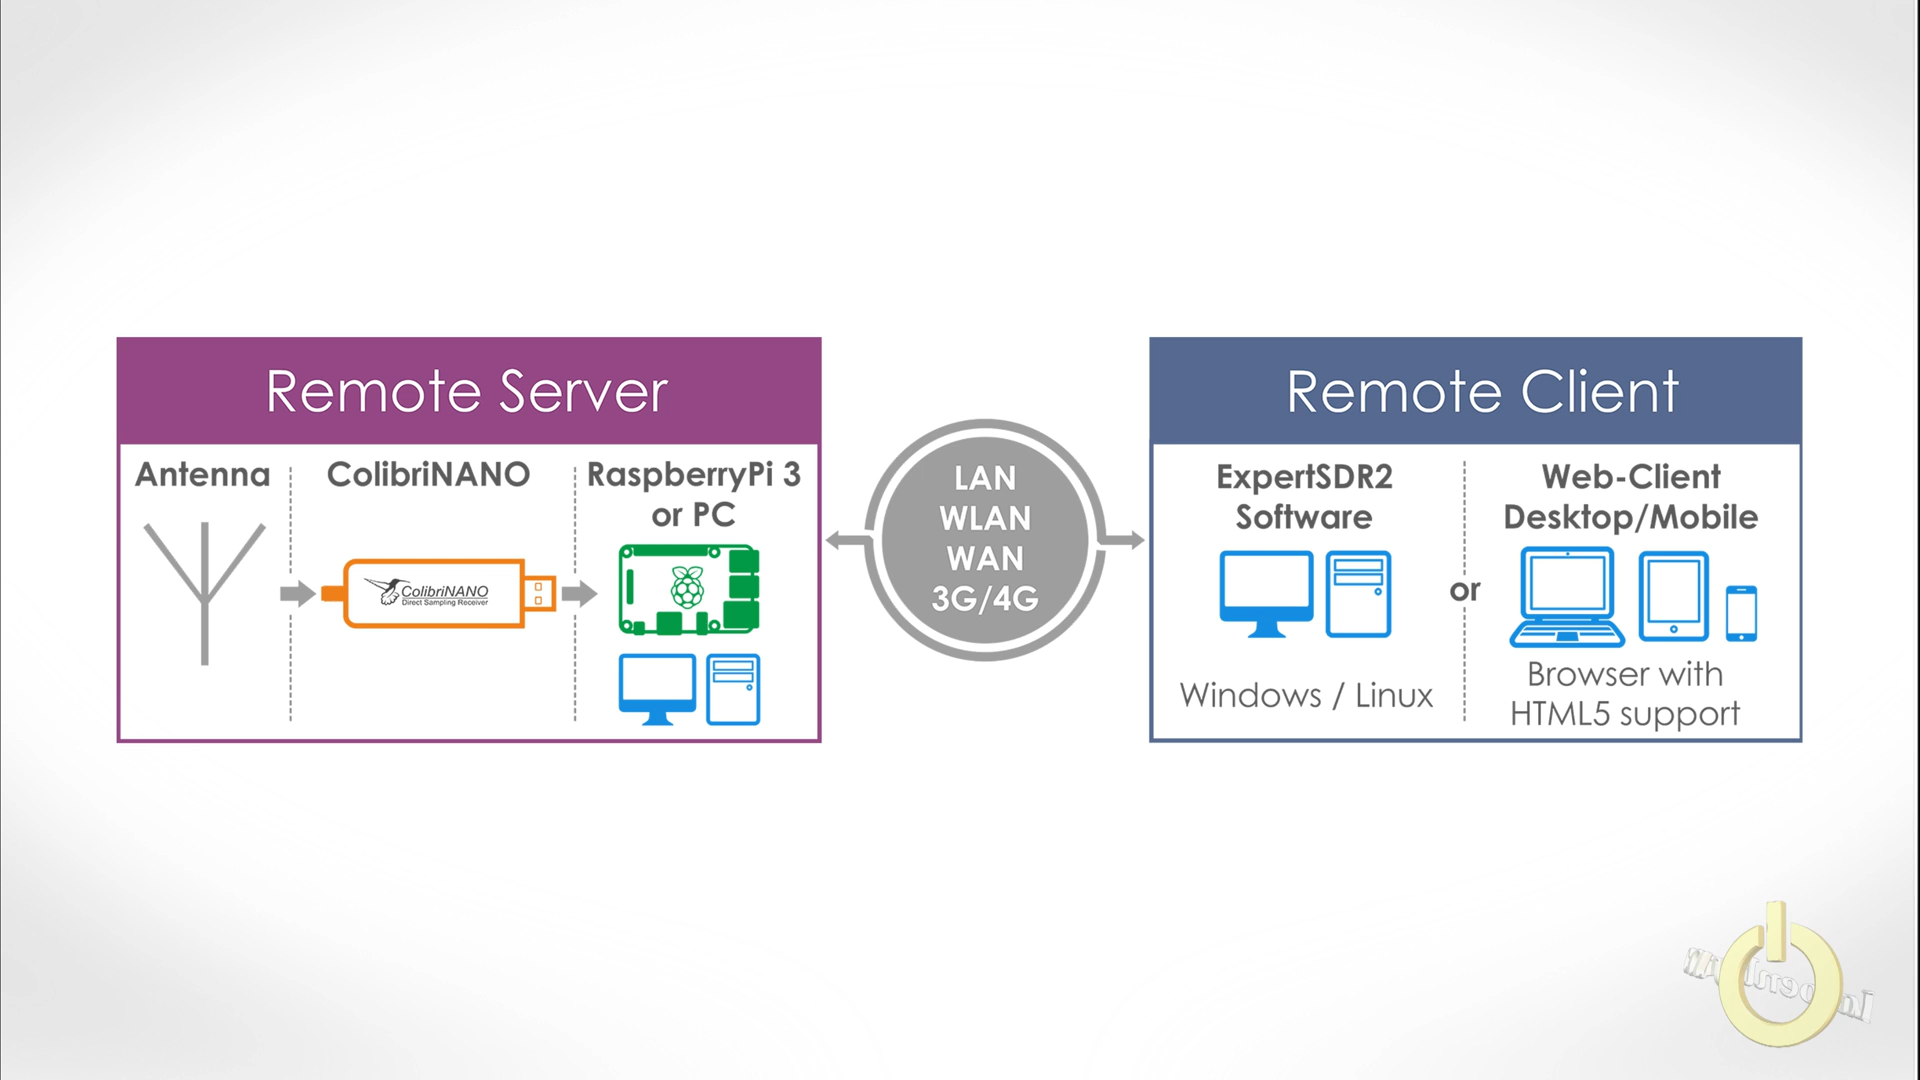 Remote Server
Antenna
ColibriNANO
RaspberryPi 3
or PC
ColibriNANO
Direct Sampling Receiver
LAN
WLAN
WAN
3G/4G
Remote Client
ExpertSDR2
Software
Windows / Linux
or
Web-Client
Desktop/Mobile
Browser with
HTML5 support